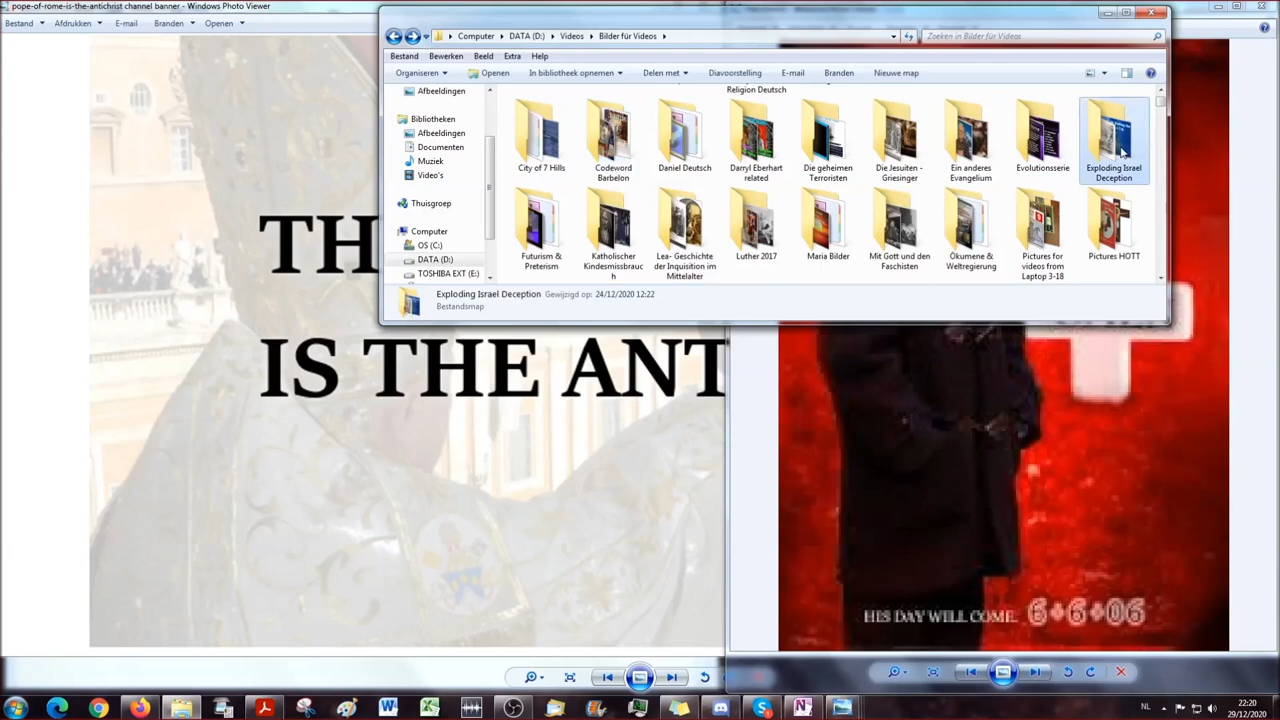 pope-of-rome-is-the-antichrist channel banner - Windows Photo Viewer
Bestand Afdrukken E-mail Branden Openen
Computer DATA (D:) Videos Bilder für Videos
Zoeken in Bilder für Videos
Bestand Bewerken Beeld Extra Help
Organiseren Openen In bibliotheek opnemen Delen met Diavoorstelling E-mail Branden Nieuwe map
Afbeeldingen
Bibliotheken
Afbeeldingen
Documenten
Muziek
Video's
Thuisgroep
Computer
OS (C:)
DATA (D:)
TOSHIBA EXT (E:)
Religion Deutsch
City of 7 Hills
Codeword
Barbelon
Daniel Deutsch
Darryl Eberhart
related
Die geheimen
Terroristen
Die Jesuiten -
Griesinger
Ein anderes
Evangelium
Evolutionsserie
Exploding Israel
Deception
Futurism &
Preterism
Katholischer
Kindesmissbrauc
h
Lea- Geschichte
der Inquisition im
Mittelalter
Luther 2017
Maria Bilder
Mit Gott und den
Faschisten
Ökumene &
Weltregierung
Pictures for
videos from
Laptop 3-18
Pictures HOTT
Exploding Israel Deception Gewijzigd op: 24/12/2020 12:22
Bestandsmap
TH
IS THE ANT
HIS DAY WILL COME 6+6+06
NL
22:20
29/12/2020